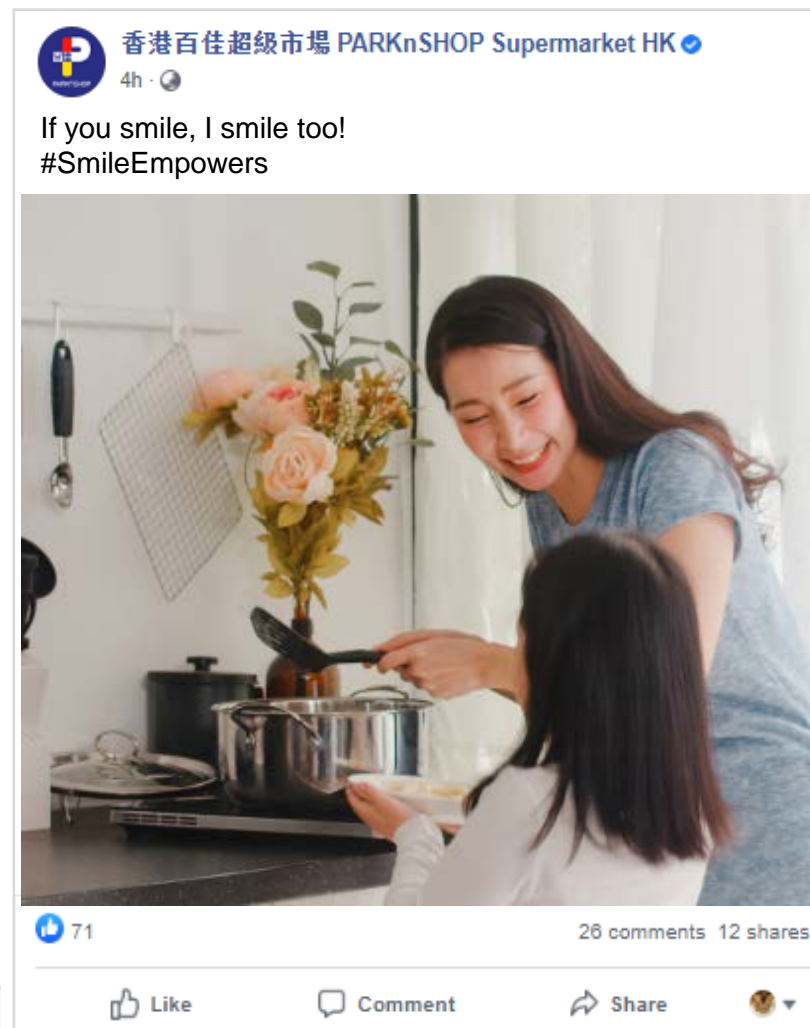 香港百佳超級市場 PARKnSHOP Supermarket HK
4h ·
If you smile, I smile too!
#SmileEmpowers
71
26 comments 12 shares
Like Comment Share